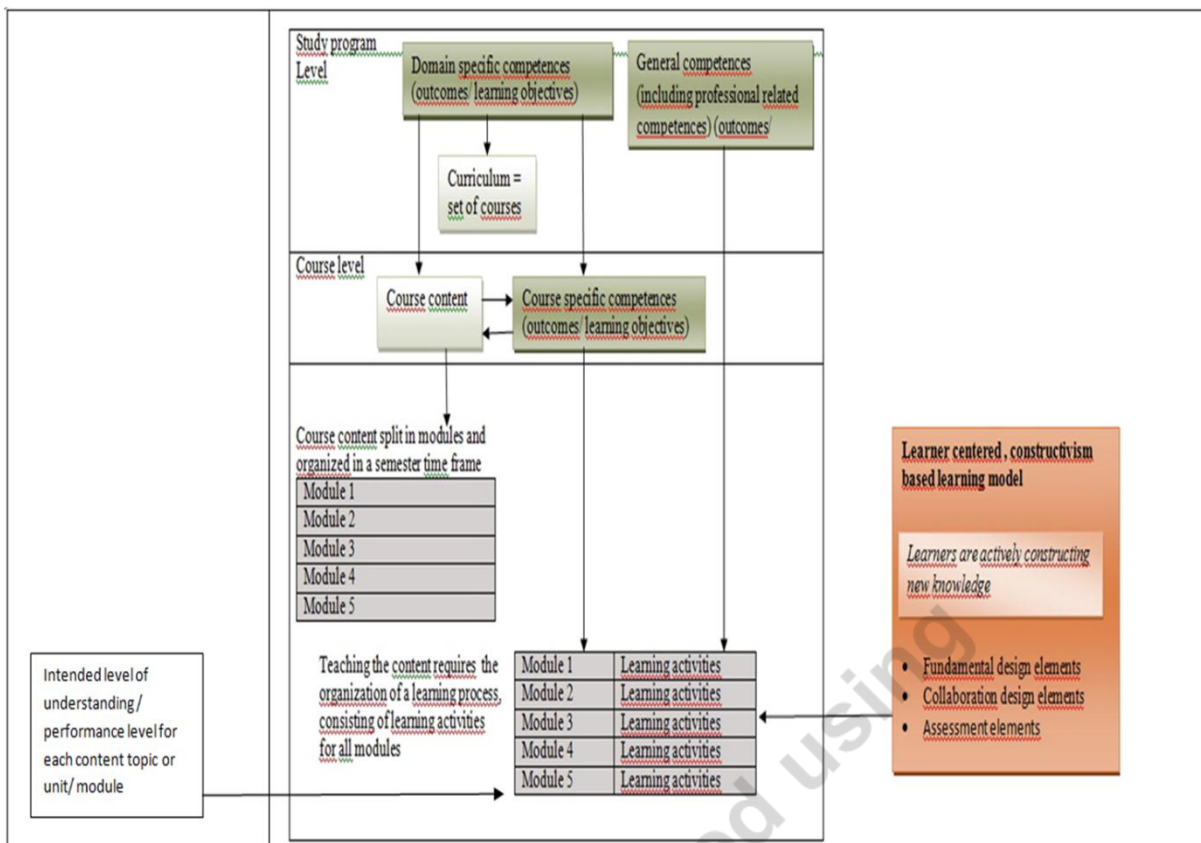 Study program
Level
Domain specific competences
(outcomes/ learning objectives)
General competences
(including professional related
competences) (outcomes/
Curriculum =
set of courses
Course level
Course content
Course specific competences
(outcomes/ learning objectives)
Course content split in modules and
organized in a semester time frame
Module 1
Module 2
Module 3
Module 4
Module 5
Learner centered , constructivism
based learning model
Learners are actively constructing
new knowledge
• Fundamental design elements
• Collaboration design elements
• Assessment elements
Intended level of
understanding /
performance level for
each content topic or
unit/ module
Teaching the content requires the
organization of a learning process,
consisting of learning activities
for all modules
Module 1 Learning activities
Module 2 Learning activities
Module 3 Learning activities
Module 4 Learning activities
Module 5 Learning activities
using